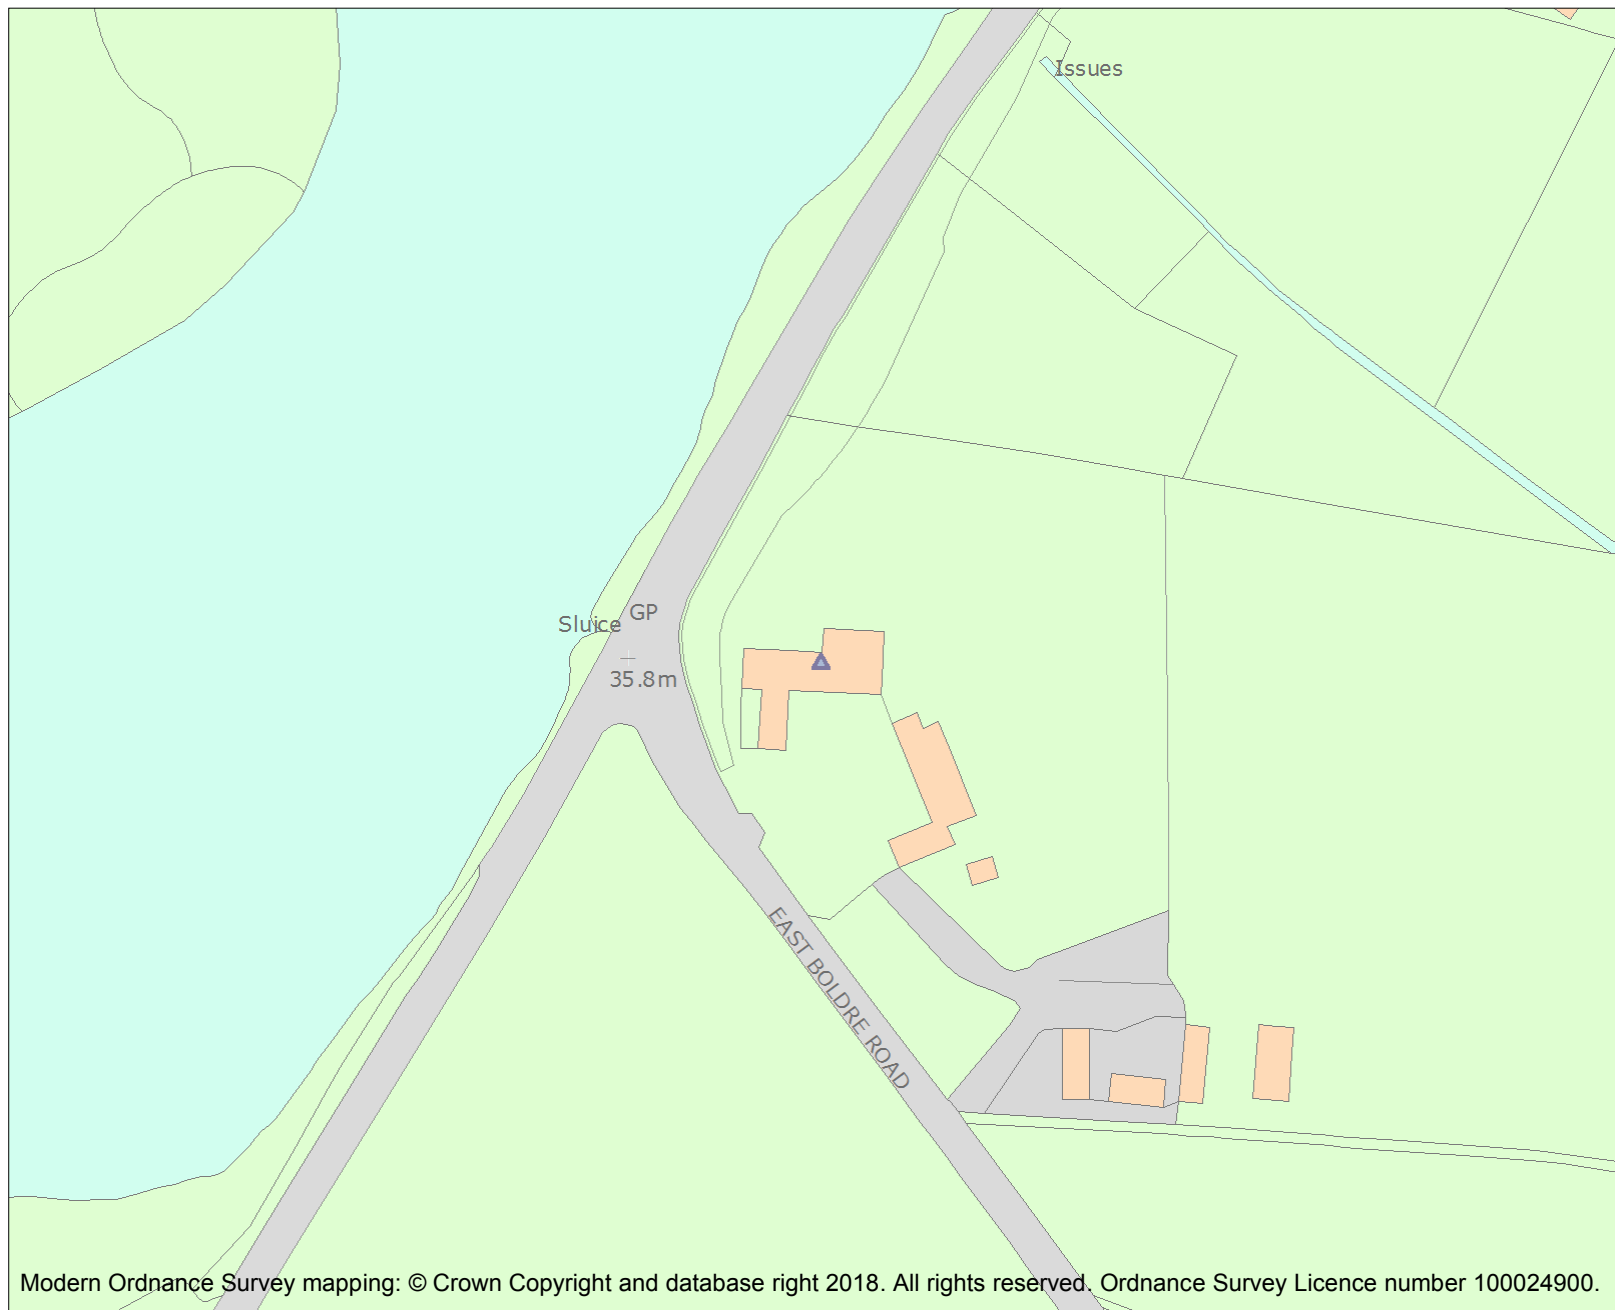 Issues
GP
Sluice
35.8m
EAST BOLDRE ROAD
Modern Ordnance Survey mapping: © Crown Copyright and database right 2018. All rights reserved. Ordnance Survey Licence number 100024900.